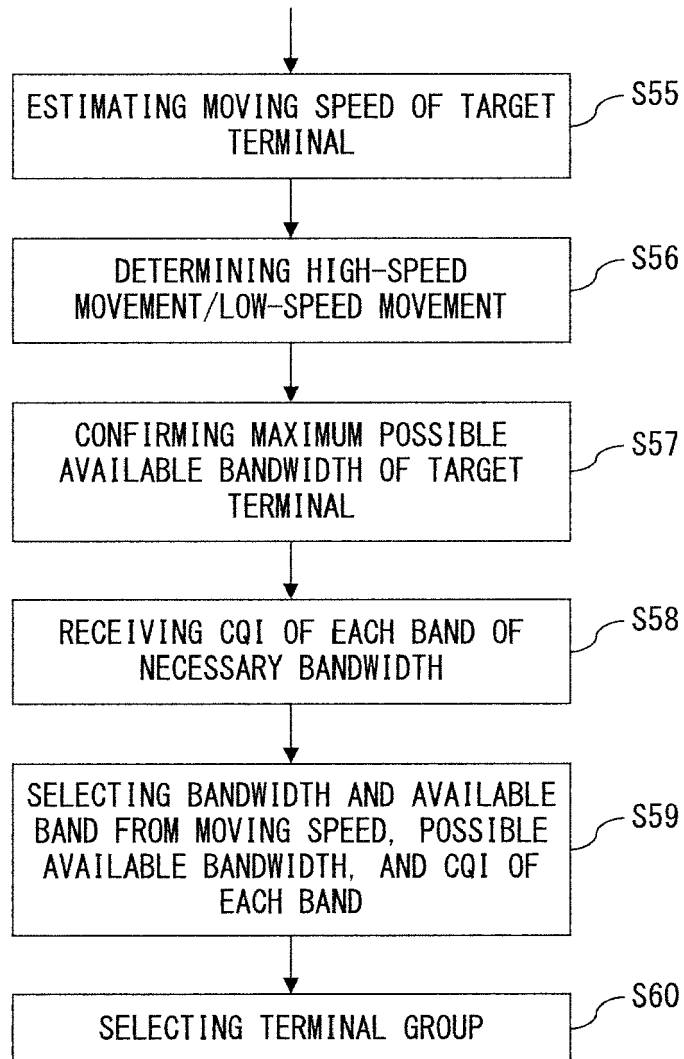 ESTIMATING MOVING SPEED OF TARGET
TERMINAL
S55
DETERMINING HIGH-SPEED
MOVEMENT/LOW-SPEED MOVEMENT
S56
CONFIRMING MAXIMUM POSSIBLE
AVAILABLE BANDWIDTH OF TARGET
TERMINAL
S57
RECEIVING CQI OF EACH BAND OF
NECESSARY BANDWIDTH
S58
SELECTING BANDWIDTH AND AVAILABLE
BAND FROM MOVING SPEED, POSSIBLE
AVAILABLE BANDWIDTH, AND CQI OF
EACH BAND
S59
SELECTING TERMINAL GROUP
S60